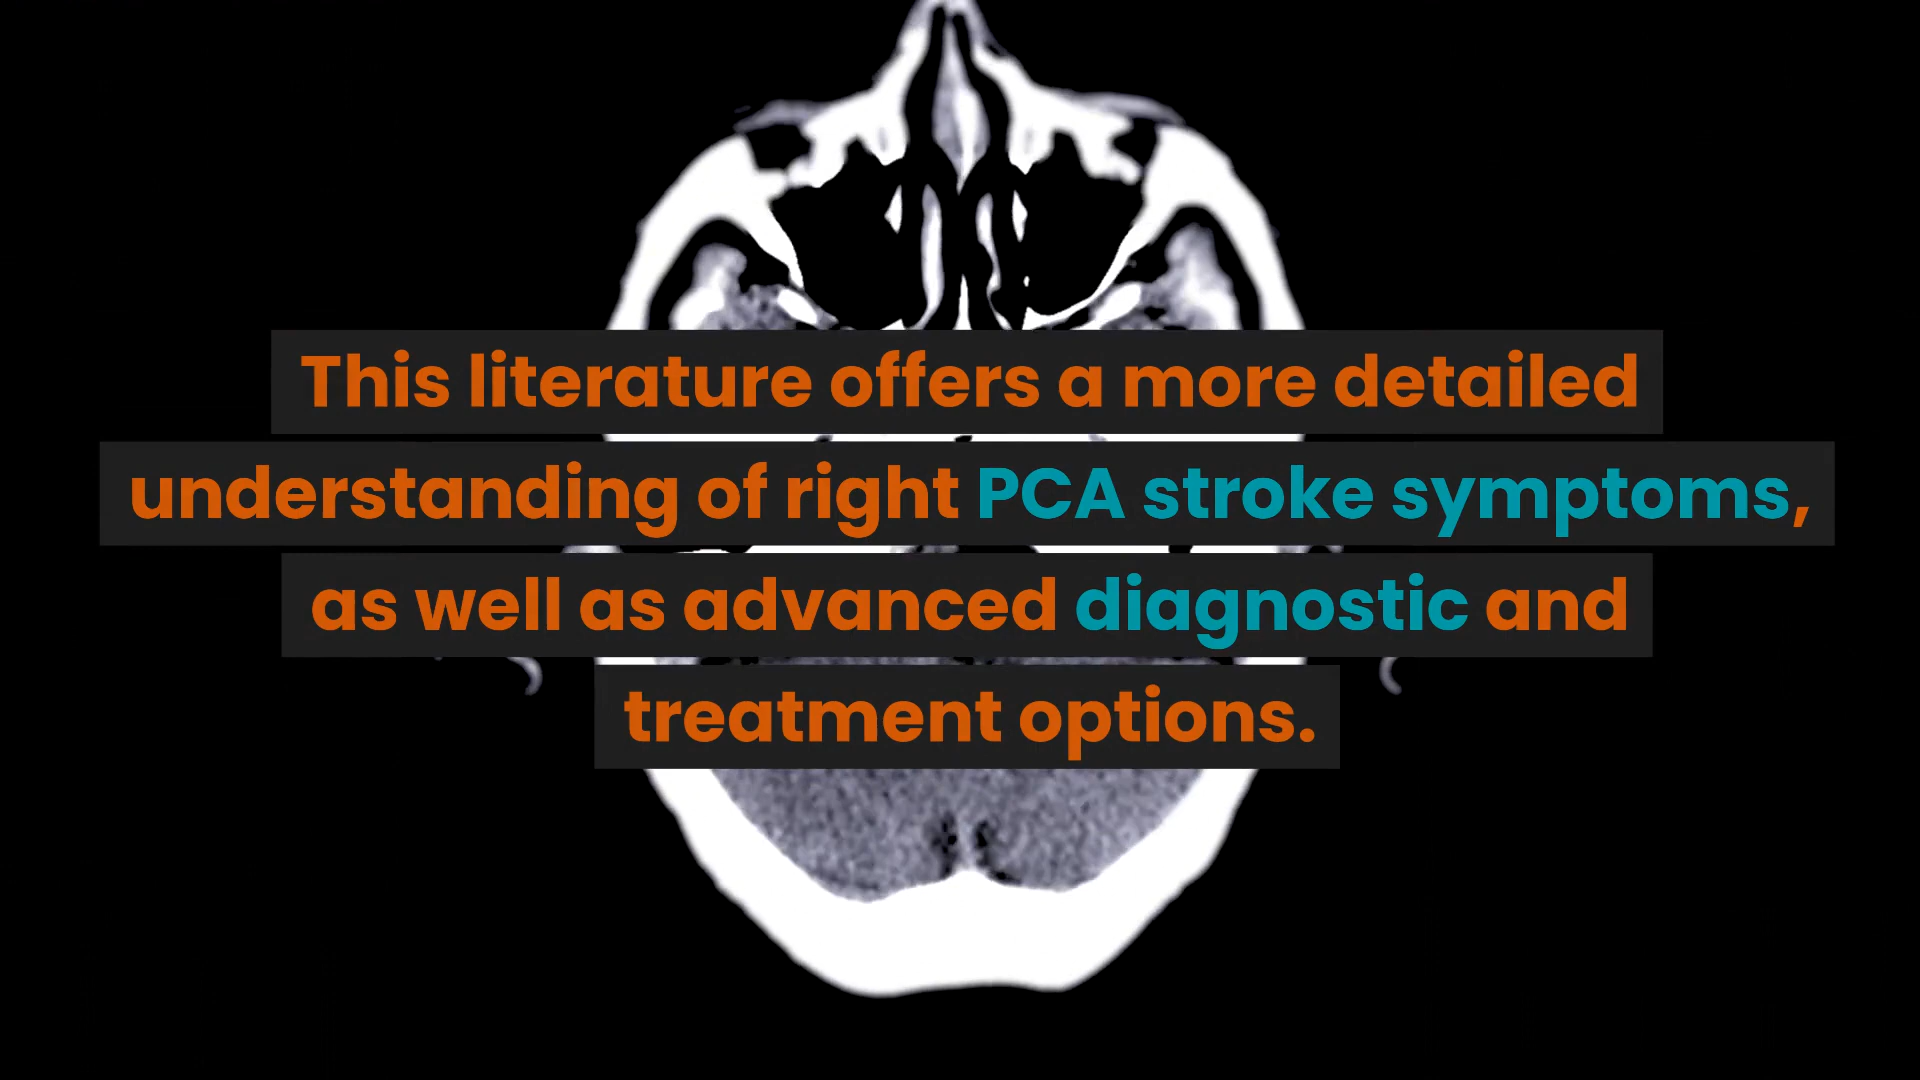 This literature offers a more detailed
understanding of right PCA stroke symptoms,
as well as advanced diagnostic and
treatment options.